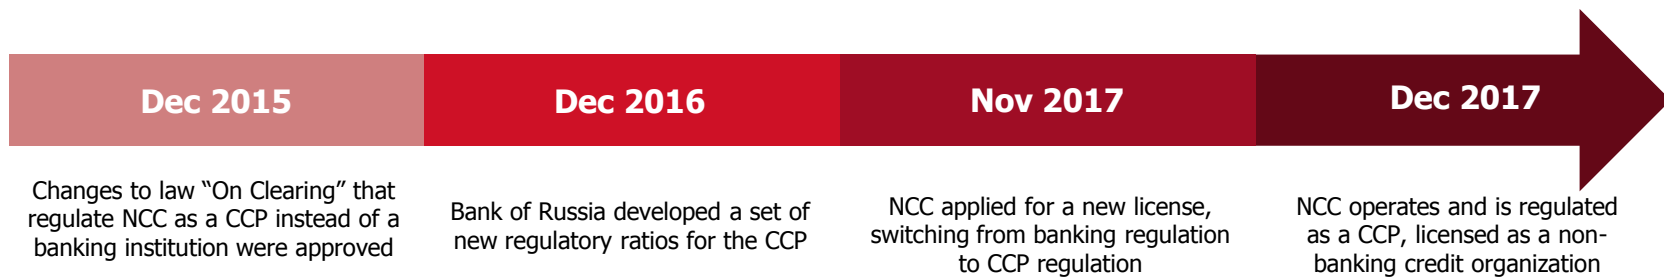 Dec 2015
Dec 2016
Nov 2017
Dec 2017
Changes to law “On Clearing” that
regulate NCC as a CCP instead of a
banking institution were approved
Bank of Russia developed a set of
new regulatory ratios for the CCP
NCC applied for a new license,
switching from banking regulation
to CCP regulation
NCC operates and is regulated
as a CCP, licensed as a non-
banking credit organization